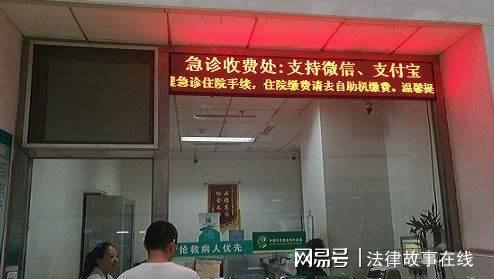 急诊收费处:支持微信、支付宝
理急诊住院手续，住院缴费请去自助机缴费。温馨提
抢救病人优先
网易号 | 法律故事在线